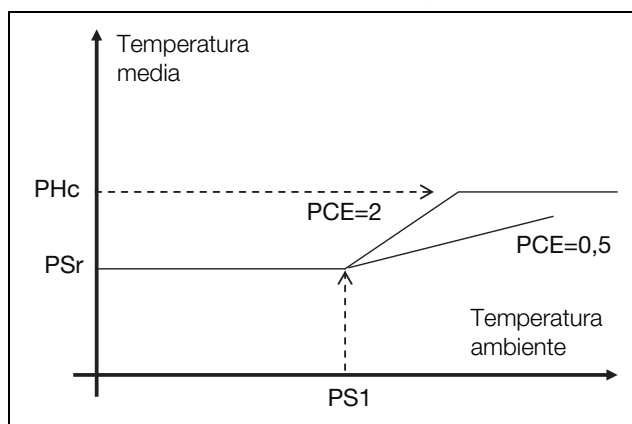 Temperatura
media
PHc
PCE=2
PCE=0,5
PSr
Temperatura
ambiente
PS1